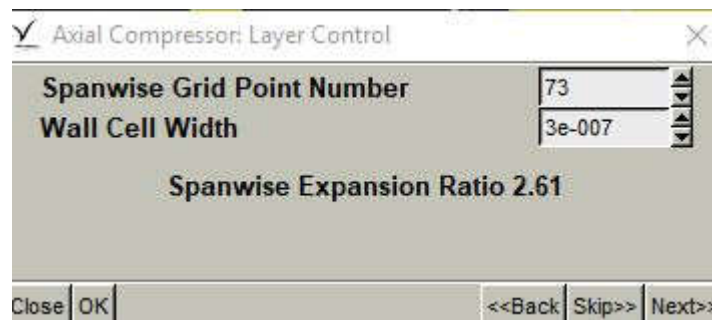 Axial Compressor: Layer Control
Spanwise Grid Point Number 73
Wall Cell Width 3e-007
Spanwise Expansion Ratio 2.61
Close OK <<Back Skip>> Next>>